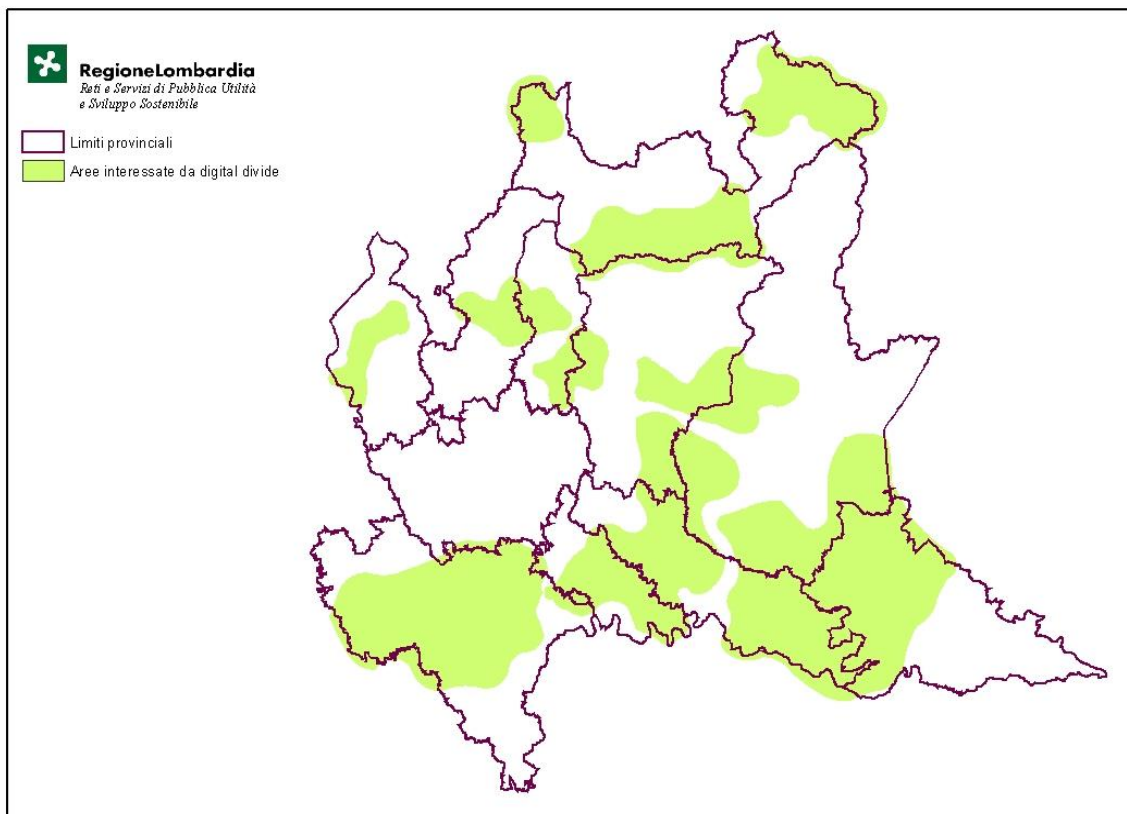 RegioneLombardia
Reti e Servizi di Pubblica Utilità
e Sviluppo Sostenibile
Limiti provinciali
Aree interessate da digital divide